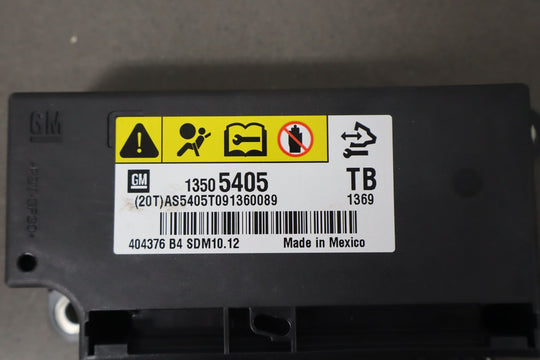 GM
GM
13505405
TB
(20T)AS5405T091360089
1369
404376 B4 SDM10.12
Made in Mexico